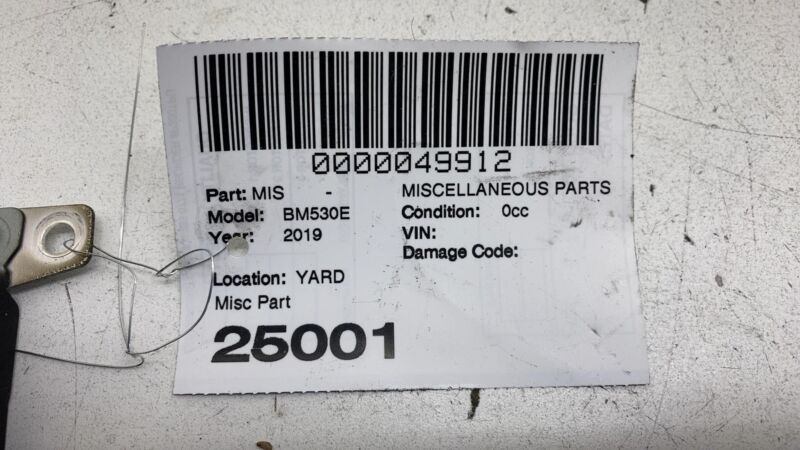 0000049912
Part: MIS - MISCELLANEOUS PARTS
Model: BM530E Condition: 0cc
Year: 2019 VIN:
Damage Code:
Location: YARD
Misc Part
25001